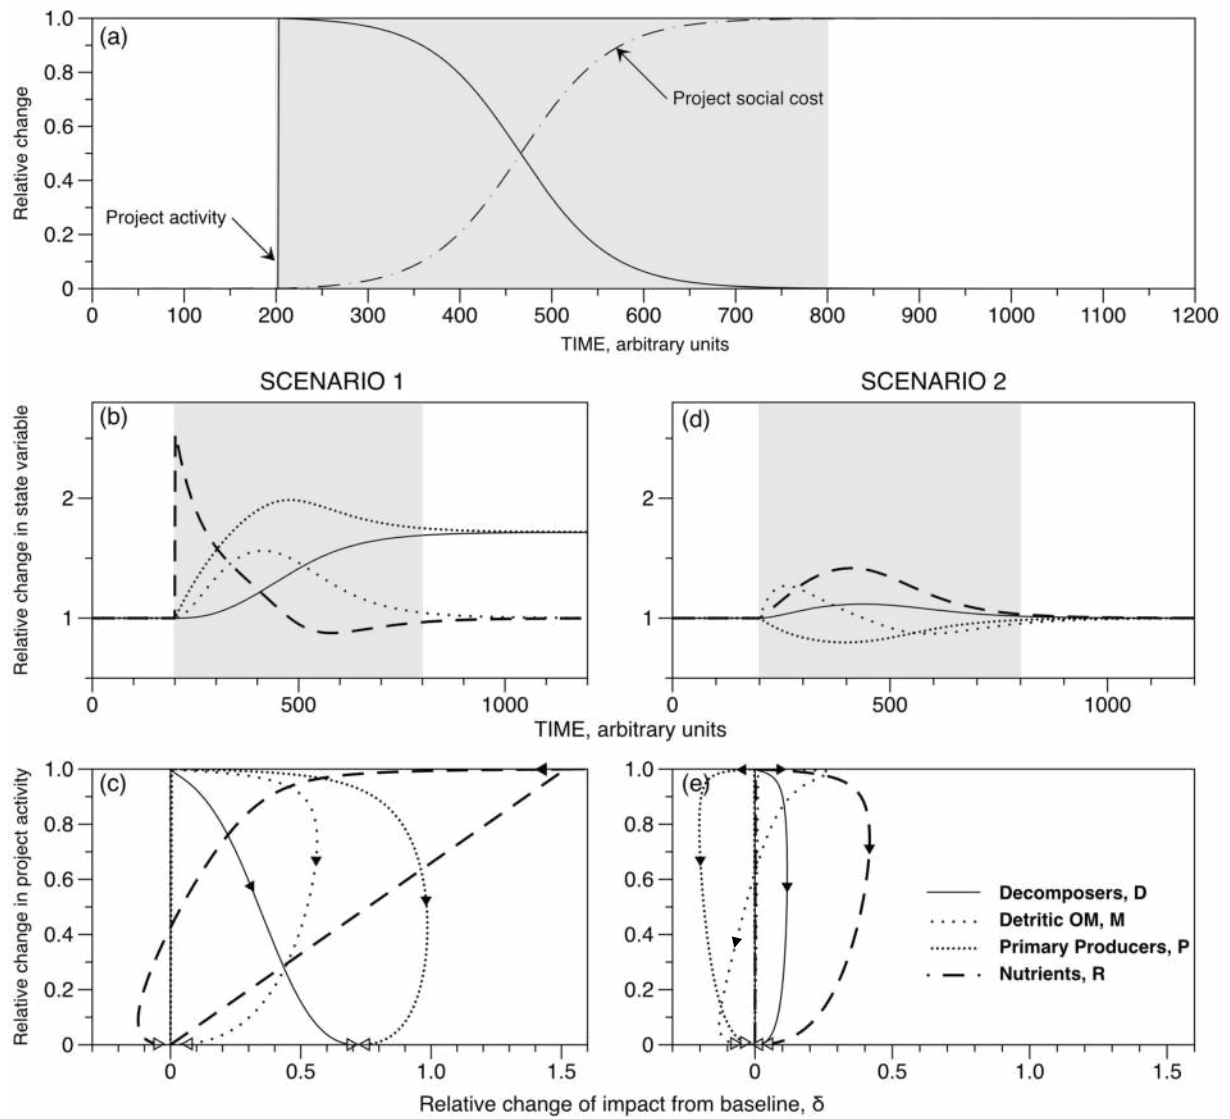 (a)
Relative change
1.0
0.8
0.6
0.4
0.2
0
Project social cost
Project activity
0 100 200 300 400 500 600 700 800 900 1000 1100 1200
TIME, arbitrary units
SCENARIO 1
SCENARIO 2
(b)
(d)
Relative change in state variable
2
1
2
1
0 500 1000
0 500 1000
TIME, arbitrary units
(c)
(e)
Relative change in project activity
1.0
0.8
0.6
0.4
0.2
0
1.0
0.8
0.6
0.4
0.2
0
Decomposers, D
Detritic OM, M
Primary Producers, P
Nutrients, R
0 0.5 1.0 1.5
0 0.5 1.0 1.5
Relative change of impact from baseline, δ